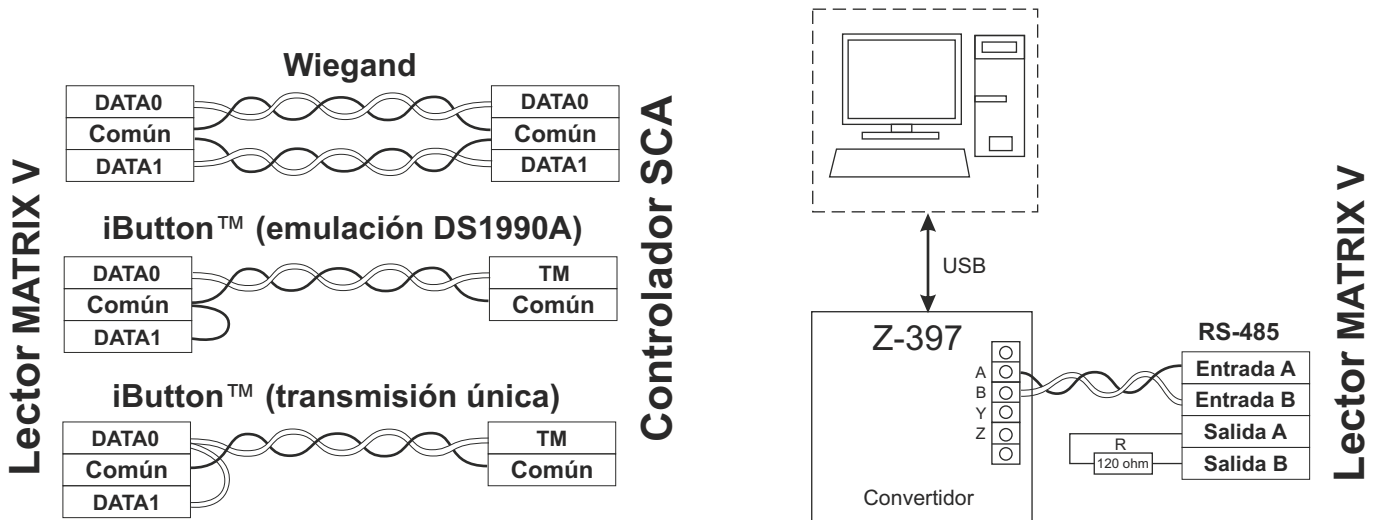 Lector MATRIX V
Wiegand
DATA0
Común
DATA1
DATA0
Común
DATA1
iButton™ (emulación DS1990A)
DATA0
Común
DATA1
TM
Común
iButton™ (transmisión única)
DATA0
Común
DATA1
TM
Común
Controlador SCA
USB
Z-397
A
B
Y
Z
Convertidor
RS-485
Entrada A
Entrada B
Salida A
Salida B
R
120 ohm
Lector MATRIX V